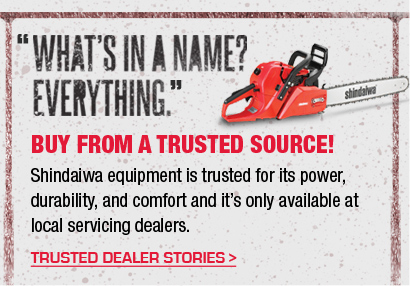 “WHAT'S IN A NAME?
EVERYTHING.”
shindaiwa
BUY FROM A TRUSTED SOURCE!
Shindaiwa equipment is trusted for its power,
durability, and comfort and it's only available at
local servicing dealers.
TRUSTED DEALER STORIES >